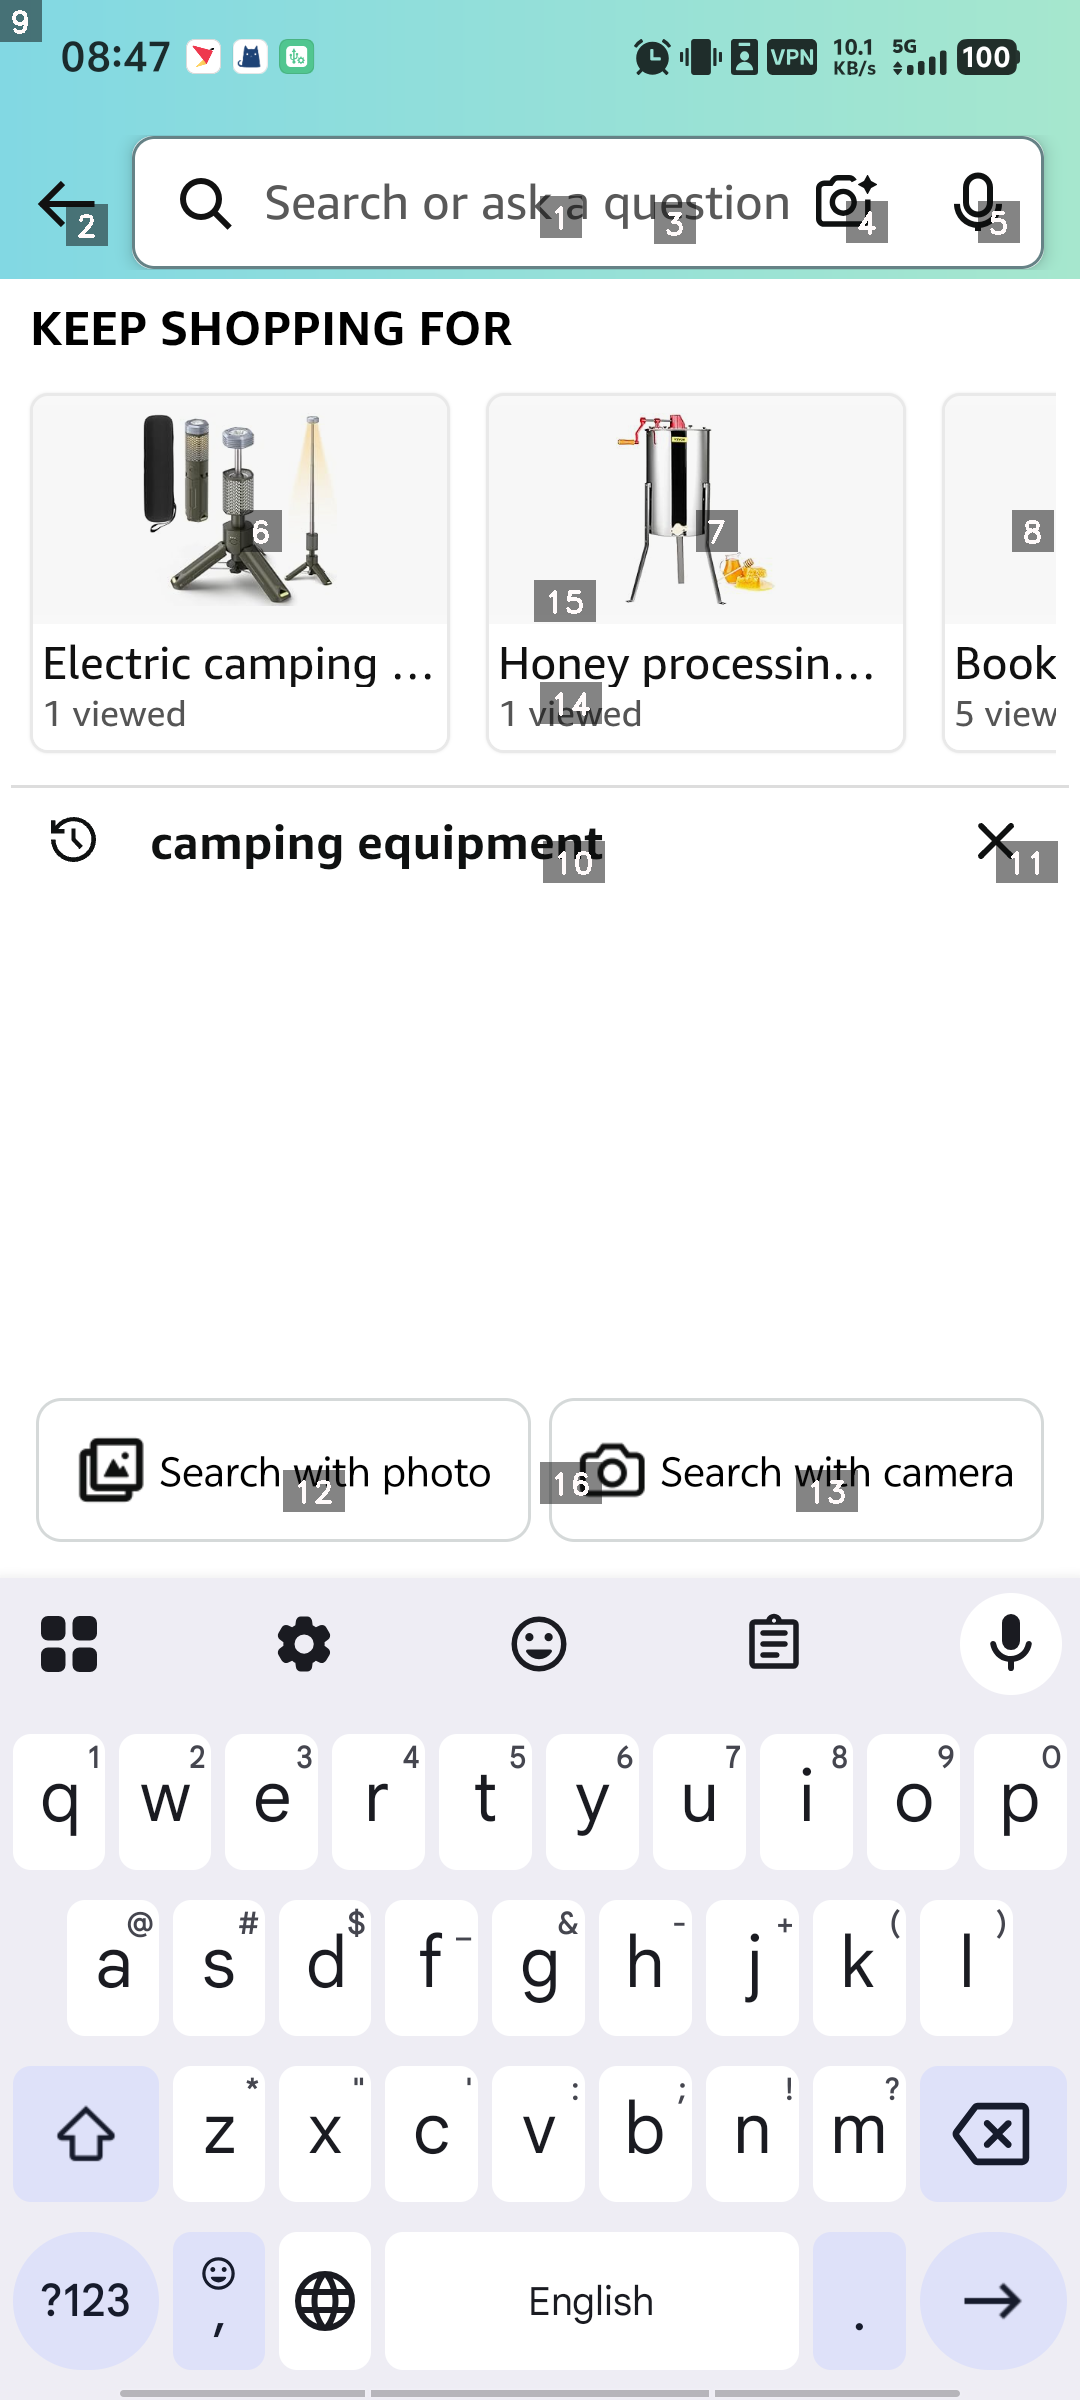 9
08:47
VPN
10.1
KB/s
5G
100
Search or ask a question
2
1
3
4
5
KEEP SHOPPING FOR
6
7
8
15
Electric camping ...
Honey processin...
Book
1 viewed
1 viewed
5 view
14
camping equipment
10
11
Search with photo
Search with camera
12
16
13
1 2 3 4 5 6 7 8 9 0
q w e r t y u i o p
@ # $ _ & - + ( )
a s d f g h j k l
* " ' : ; ! ?
z x c v b n m
?123
,
English
.